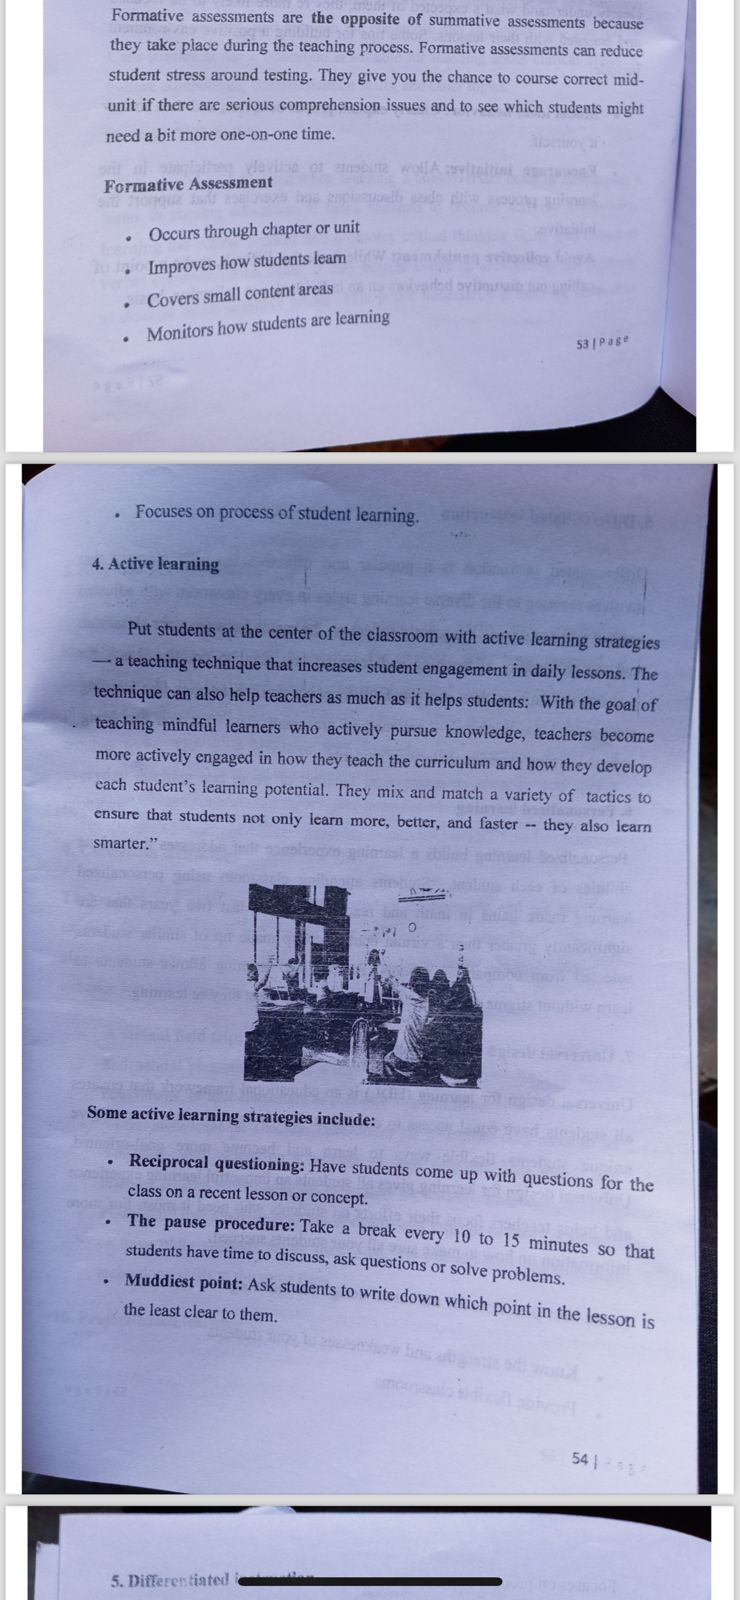 Formative assessments are the opposite of summative assessments because
they take place during the teaching process. Formative assessments can reduce
student stress around testing. They give you the chance to course correct mid-
unit if there are serious comprehension issues and to see which students might
need a bit more one-on-one time.
Formative Assessment
• Occurs through chapter or unit
• Improves how students learn
• Covers small content areas
• Monitors how students are learning
53 | Page
• Focuses on process of student learning.
4. Active learning
Put students at the center of the classroom with active learning strategies
— a teaching technique that increases student engagement in daily lessons. The
technique can also help teachers as much as it helps students: With the goal of
teaching mindful learners who actively pursue knowledge, teachers become
more actively engaged in how they teach the curriculum and how they develop
each student's learning potential. They mix and match a variety of tactics to
ensure that students not only learn more, better, and faster -- they also learn
smarter.”
Some active learning strategies include:
• Reciprocal questioning: Have students come up with questions for the
class on a recent lesson or concept.
• The pause procedure: Take a break every 10 to 15 minutes so that
students have time to discuss, ask questions or solve problems.
• Muddiest point: Ask students to write down which point in the lesson is
the least clear to them.
54 | Page
5. Differentiated